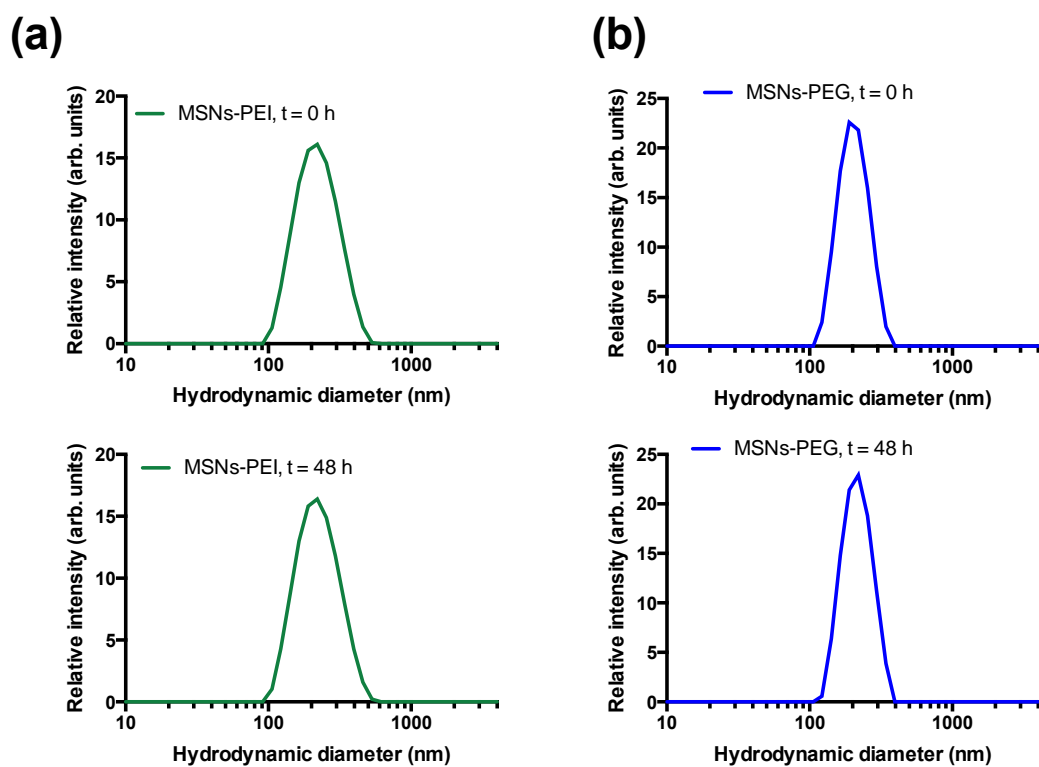 (a)
MSNs-PEI, t = 0 h
Relative intensity (arb. units)
20
15
10
5
0
10
100
1000
Hydrodynamic diameter (nm)
MSNs-PEI, t = 48 h
Relative intensity (arb. units)
20
15
10
5
0
10
100
1000
Hydrodynamic diameter (nm)
(b)
MSNs-PEG, t = 0 h
Relative intensity (arb. units)
25
20
15
10
5
0
10
100
1000
Hydrodynamic diameter (nm)
MSNs-PEG, t = 48 h
Relative intensity (arb. units)
25
20
15
10
5
0
10
100
1000
Hydrodynamic diameter (nm)